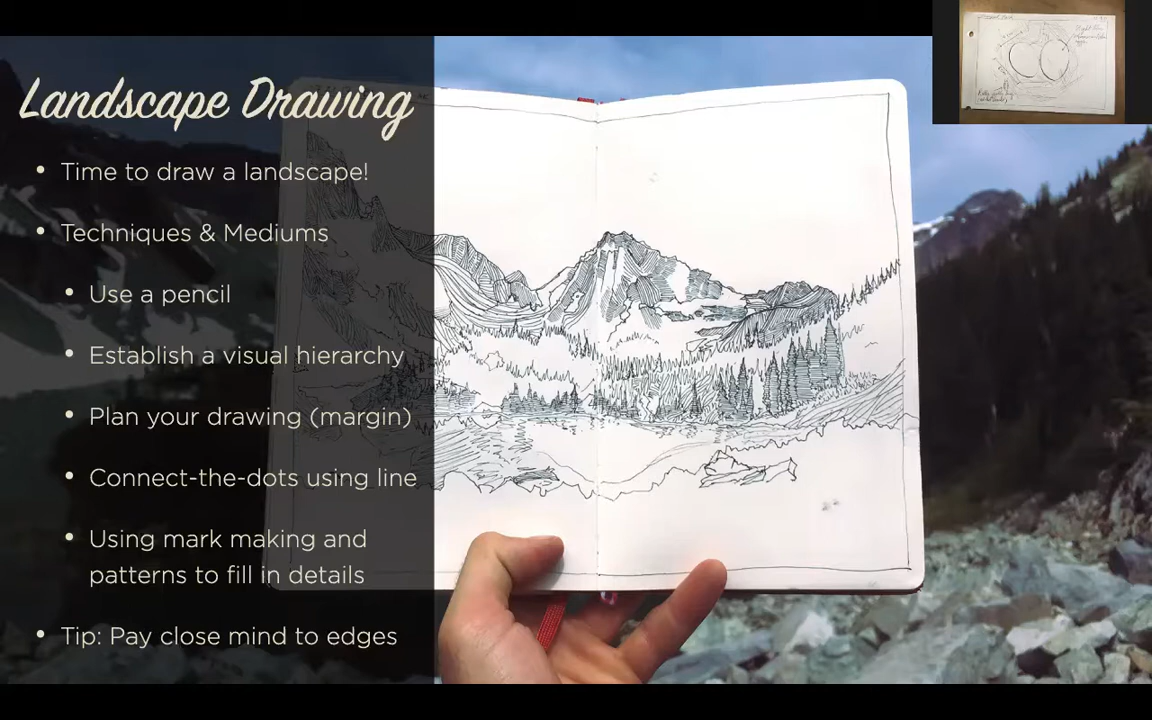 Landscape Drawing
• Time to draw a landscape!
• Techniques & Mediums
• Use a pencil
• Establish a visual hierarchy
• Plan your drawing (margin)
• Connect-the-dots using line
• Using mark making and
patterns to fill in details
• Tip: Pay close mind to edges